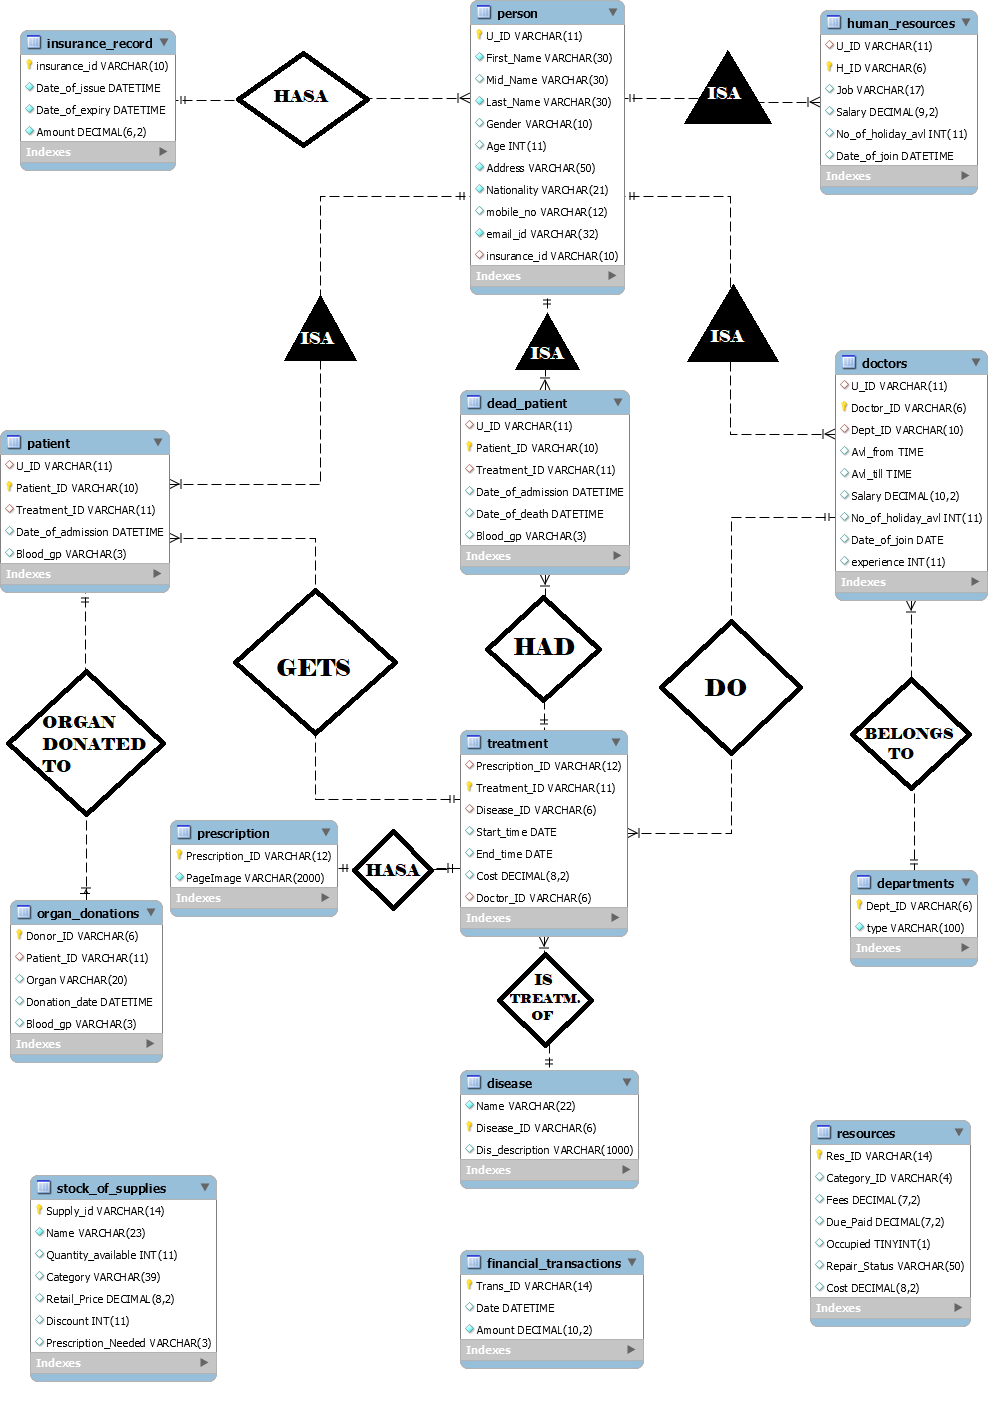 insurance_record
insurance_id VARCHAR(10)
Date_of_issue DATETIME
Date_of_expiry DATETIME
Amount DECIMAL(6,2)
Indexes
HASA
person
U_ID VARCHAR(11)
First_Name VARCHAR(30)
Mid_Name VARCHAR(30)
Last_Name VARCHAR(30)
Gender VARCHAR(10)
Age INT(11)
Address VARCHAR(50)
Nationality VARCHAR(21)
mobile_no VARCHAR(12)
email_id VARCHAR(32)
insurance_id VARCHAR(10)
Indexes
ISA
human_resources
U_ID VARCHAR(11)
H_ID VARCHAR(6)
Job VARCHAR(17)
Salary DECIMAL(9,2)
No_of_holiday_avl INT(11)
Date_of_join DATETIME
Indexes
ISA
ISA
ISA
patient
U_ID VARCHAR(11)
Patient_ID VARCHAR(10)
Treatment_ID VARCHAR(11)
Date_of_admission DATETIME
Blood_gp VARCHAR(3)
Indexes
dead_patient
U_ID VARCHAR(11)
Patient_ID VARCHAR(10)
Treatment_ID VARCHAR(11)
Date_of_admission DATETIME
Date_of_death DATETIME
Blood_gp VARCHAR(3)
Indexes
doctors
U_ID VARCHAR(11)
Doctor_ID VARCHAR(6)
Dept_ID VARCHAR(10)
Avl_from TIME
Avl_till TIME
Salary DECIMAL(10,2)
No_of_holiday_avl INT(11)
Date_of_join DATE
experience INT(11)
Indexes
ORGAN
DONATED
TO
GETS
HAD
DO
BELONGS
TO
prescription
Prescription_ID VARCHAR(12)
PageImage VARCHAR(2000)
Indexes
HASA
treatment
Prescription_ID VARCHAR(12)
Treatment_ID VARCHAR(11)
Disease_ID VARCHAR(6)
Start_time DATE
End_time DATE
Cost DECIMAL(8,2)
Doctor_ID VARCHAR(6)
Indexes
departments
Dept_ID VARCHAR(6)
type VARCHAR(100)
Indexes
organ_donations
Donor_ID VARCHAR(6)
Patient_ID VARCHAR(11)
Organ VARCHAR(20)
Donation_date DATETIME
Blood_gp VARCHAR(3)
Indexes
IS
TREATM.
OF
disease
Name VARCHAR(22)
Disease_ID VARCHAR(6)
Dis_description VARCHAR(1000)
Indexes
resources
Res_ID VARCHAR(14)
Category_ID VARCHAR(4)
Fees DECIMAL(7,2)
Due_Paid DECIMAL(7,2)
Occupied TINYINT(1)
Repair_Status VARCHAR(50)
Cost DECIMAL(8,2)
Indexes
stock_of_supplies
Supply_id VARCHAR(14)
Name VARCHAR(23)
Quantity_available INT(11)
Category VARCHAR(39)
Retail_Price DECIMAL(8,2)
Discount INT(11)
Prescription_Needed VARCHAR(3)
Indexes
financial_transactions
Trans_ID VARCHAR(14)
Date DATETIME
Amount DECIMAL(10,2)
Indexes